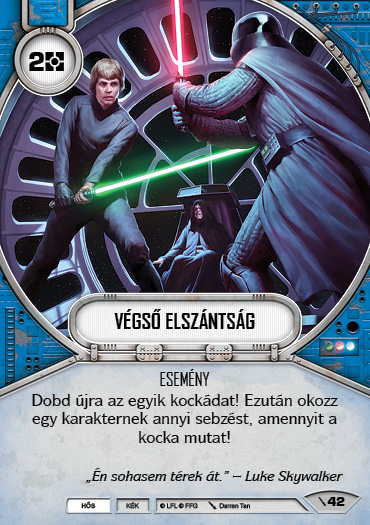 2
VÉGSŐ ELSZÁNTSÁG
ESEMÉNY
Dobd újra az egyik kockádat! Ezután okozz
egy karakternek annyi sebzést, amennyit a
kocka mutat!
„Én sohasem térek át.” – Luke Skywalker
HŐS KÉK © LFL © FFG Darren Tan 42